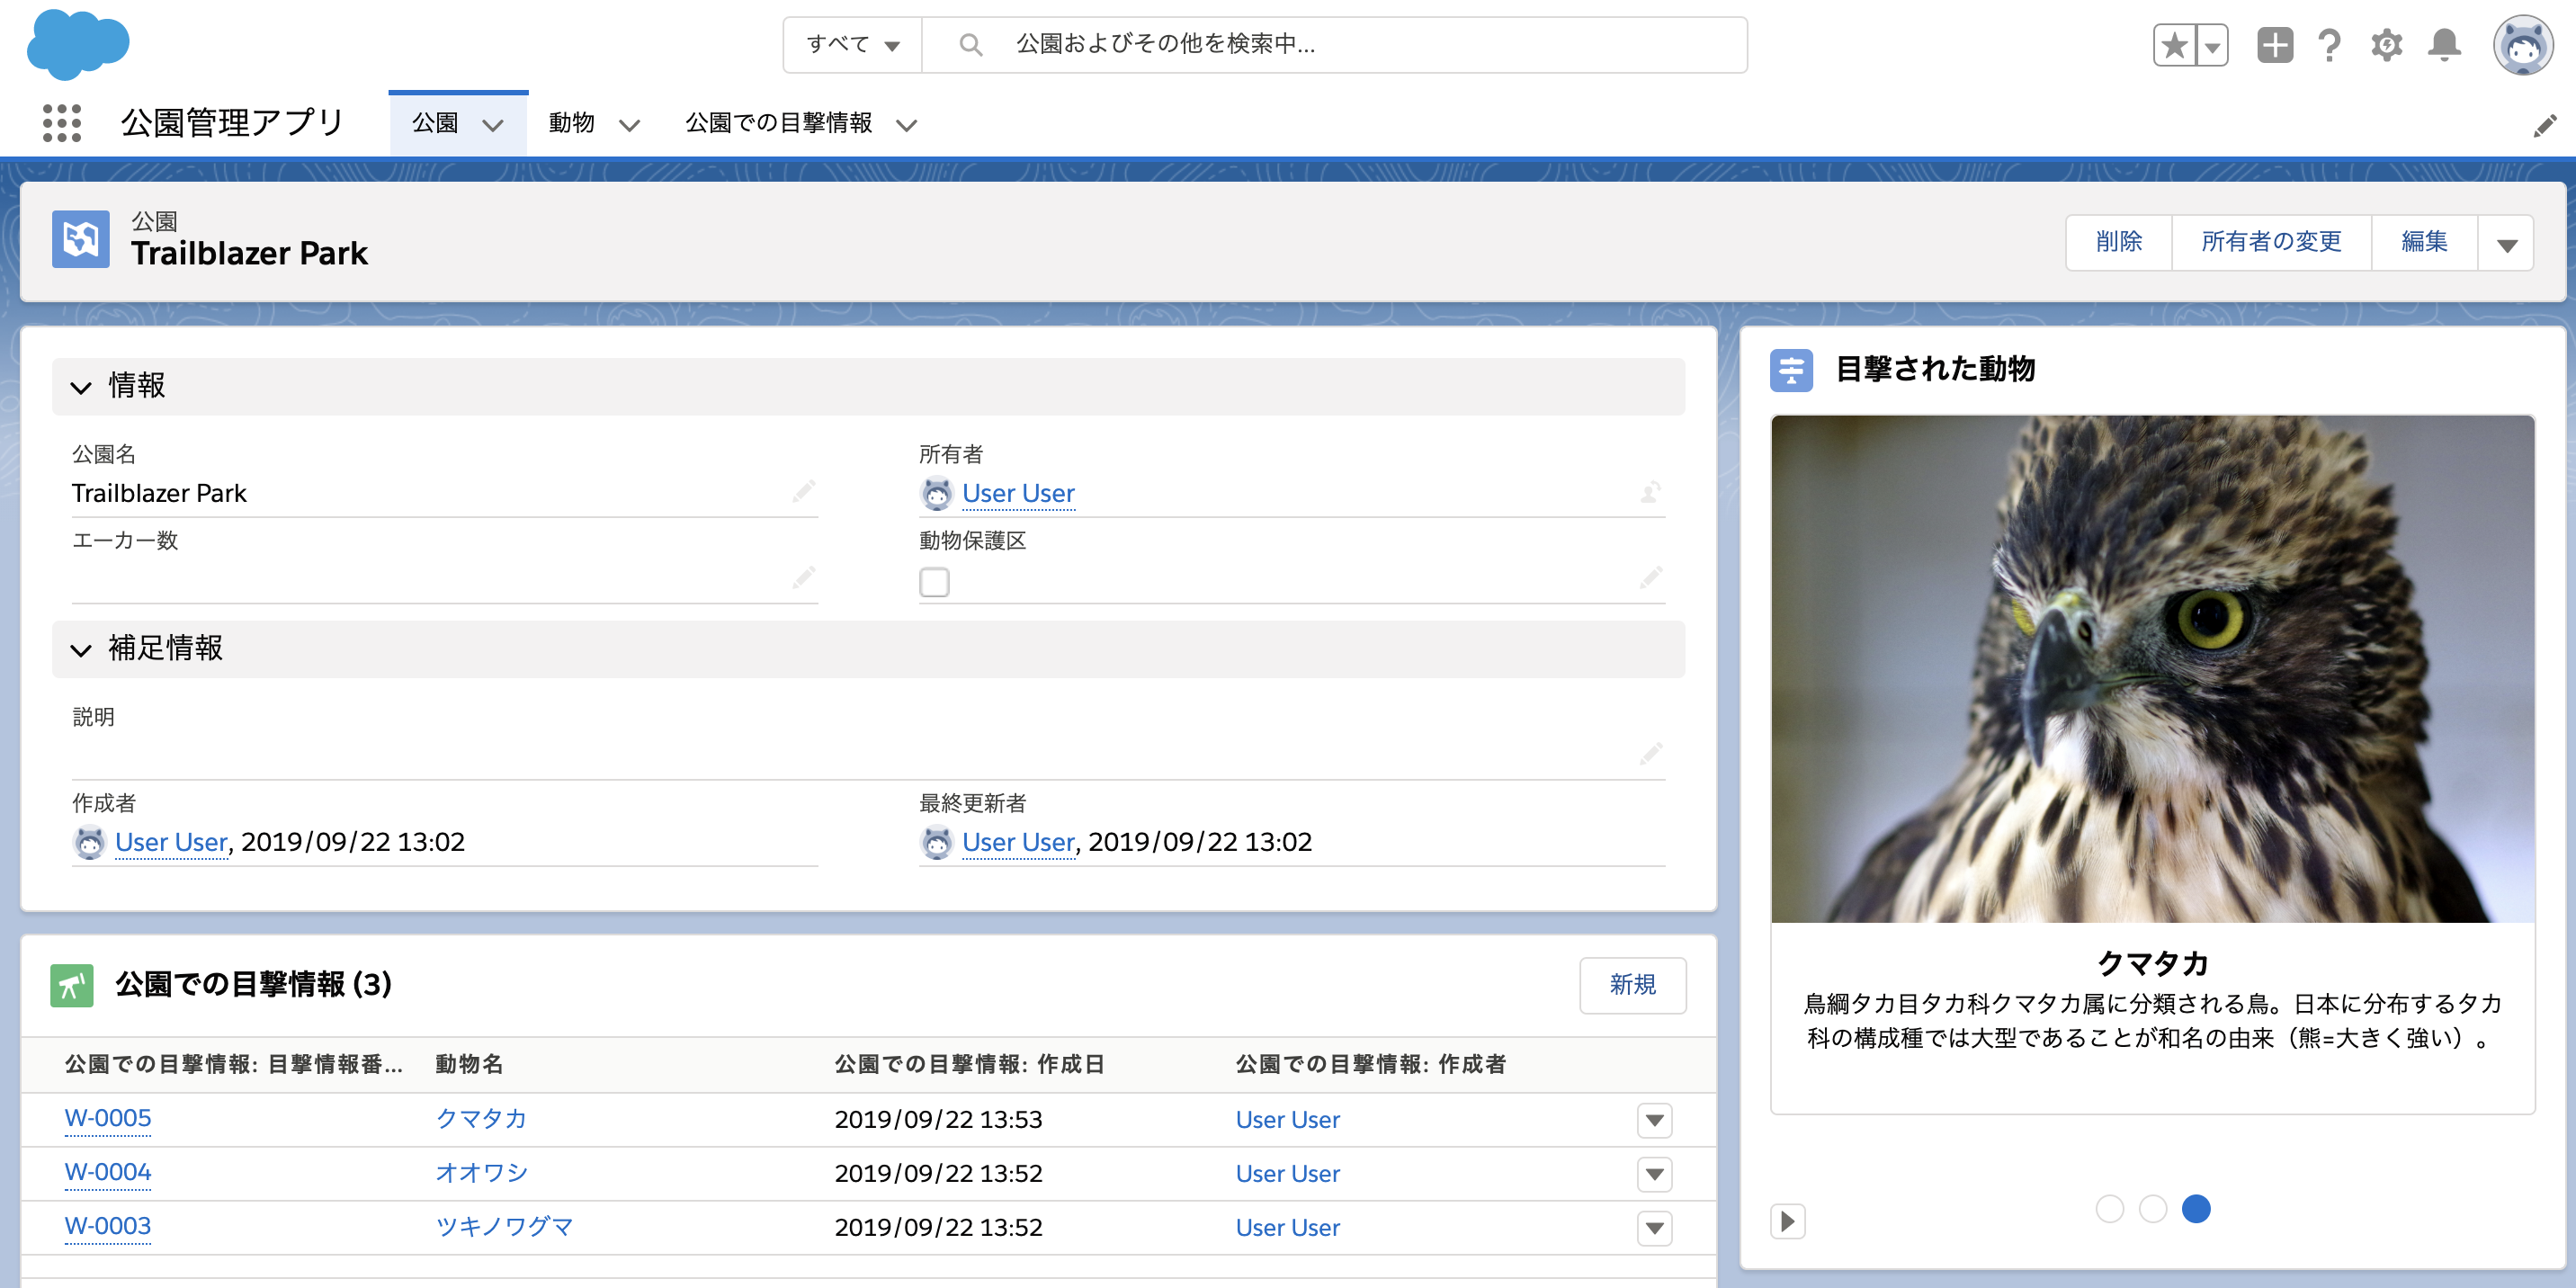 すべて
公園およびその他を検索中...
公園管理アプリ
公園
動物
公園での目撃情報
公園
Trailblazer Park
削除
所有者の変更
編集
情報
公園名
Trailblazer Park
所有者
User User
エーカー数
動物保護区
補足情報
説明
作成者
User User, 2019/09/22 13:02
最終更新者
User User, 2019/09/22 13:02
公園での目撃情報 (3)
新規
公園での目撃情報: 目撃情報番... 動物名 公園での目撃情報: 作成日 公園での目撃情報: 作成者
W-0005 クマタカ 2019/09/22 13:53 User User
W-0004 オオワシ 2019/09/22 13:52 User User
W-0003 ツキノワグマ 2019/09/22 13:52 User User
目撃された動物
クマタカ
鳥綱タカ目タカ科クマタカ属に分類される鳥。日本に分布するタカ
科の構成種では大型であることが和名の由来（熊=大きく強い）。